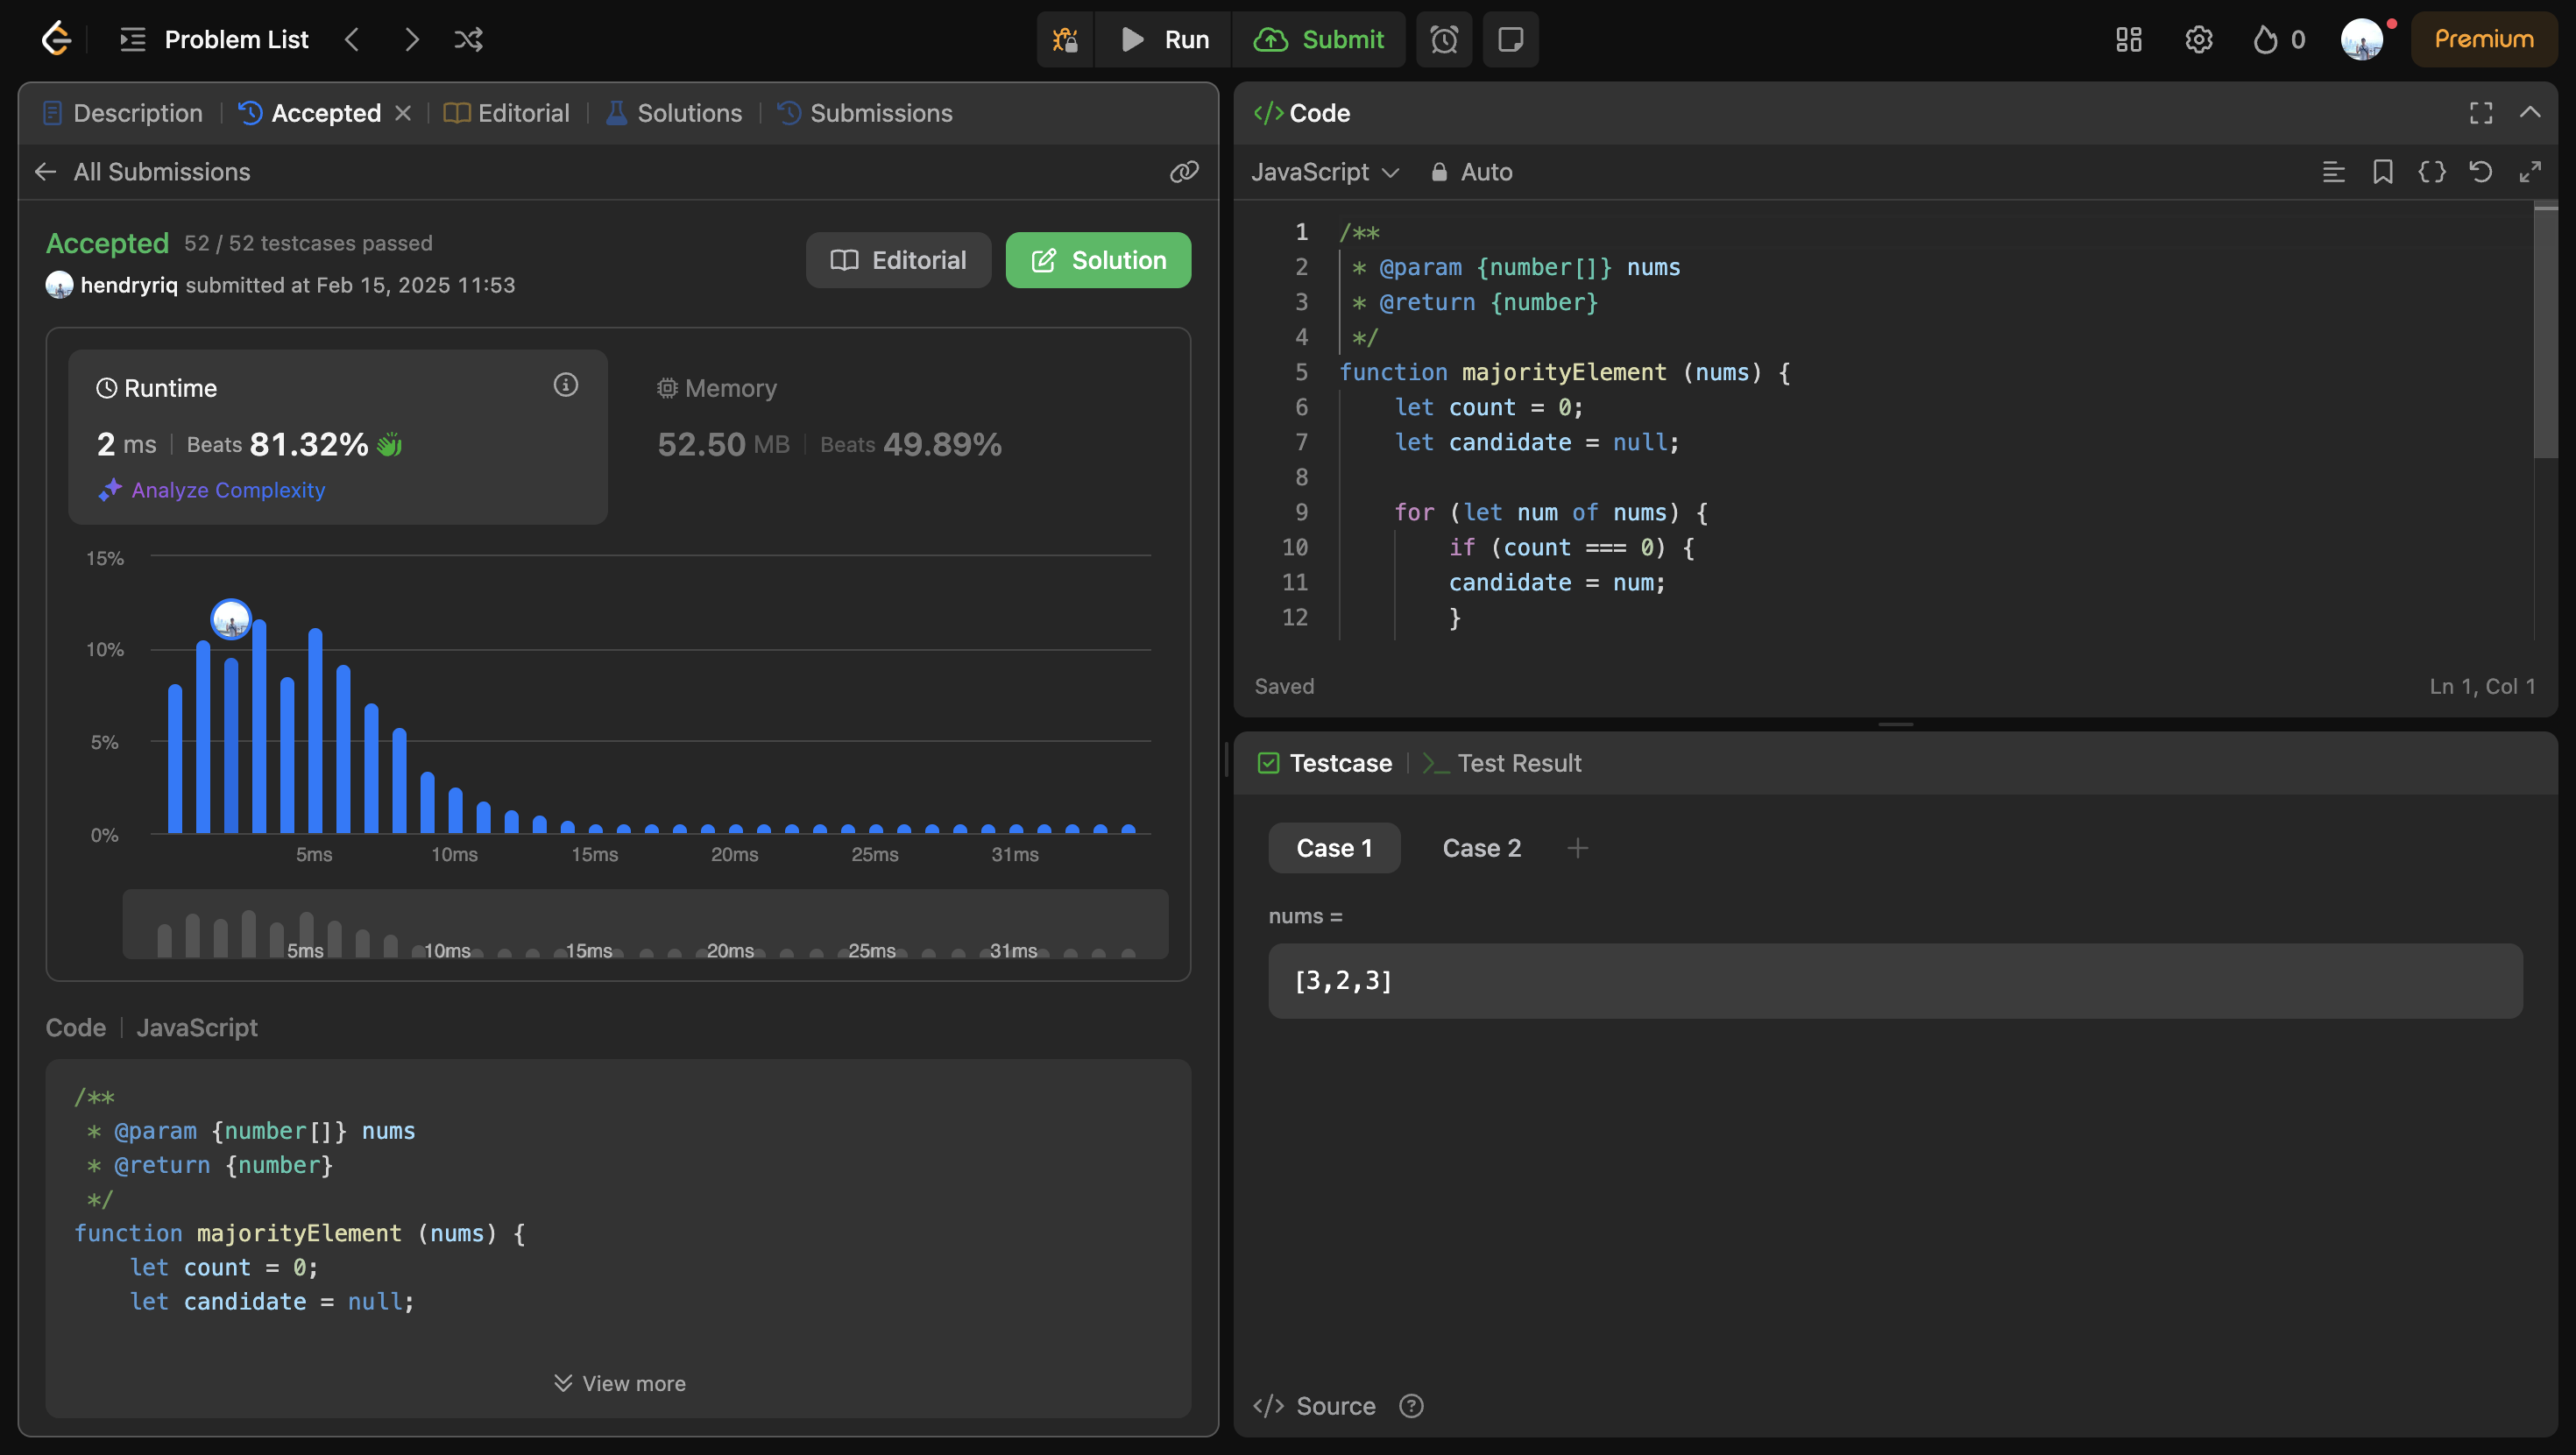 Problem List
Run
Submit
0
Premium
Description
Accepted
Editorial
Solutions
Submissions
All Submissions
Accepted 52 / 52 testcases passed
hendryriq submitted at Feb 15, 2025 11:53
Editorial
Solution
Runtime
2 ms | Beats 81.32%
Analyze Complexity
Memory
52.50 MB | Beats 49.89%
15%
10%
5%
0%
5ms 10ms 15ms 20ms 25ms 31ms
5ms 10ms 15ms 20ms 25ms 31ms
Code | JavaScript
/**
 * @param {number[]} nums
 * @return {number}
 */
function majorityElement (nums) {
    let count = 0;
    let candidate = null;
View more
</> Code
JavaScript
Auto
1 /**
2  * @param {number[]} nums
3  * @return {number}
4  */
5 function majorityElement (nums) {
6     let count = 0;
7     let candidate = null;
8
9     for (let num of nums) {
10         if (count === 0) {
11         candidate = num;
12         }
Saved
Ln 1, Col 1
Testcase
Test Result
Case 1
Case 2
+
nums =
[3,2,3]
</> Source